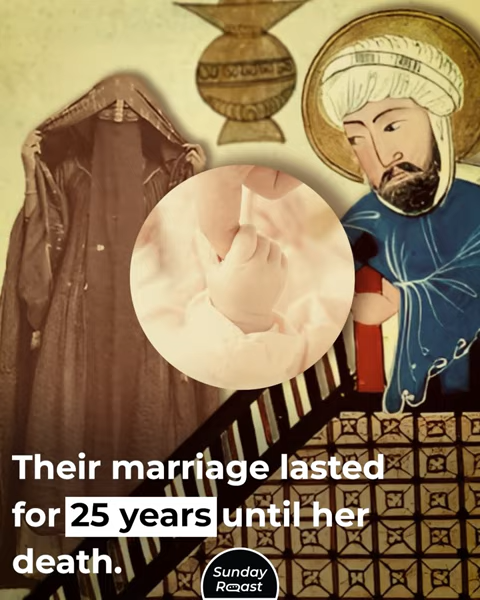 Their marriage lasted
for 25 years until her
death.
Sunday
Roast